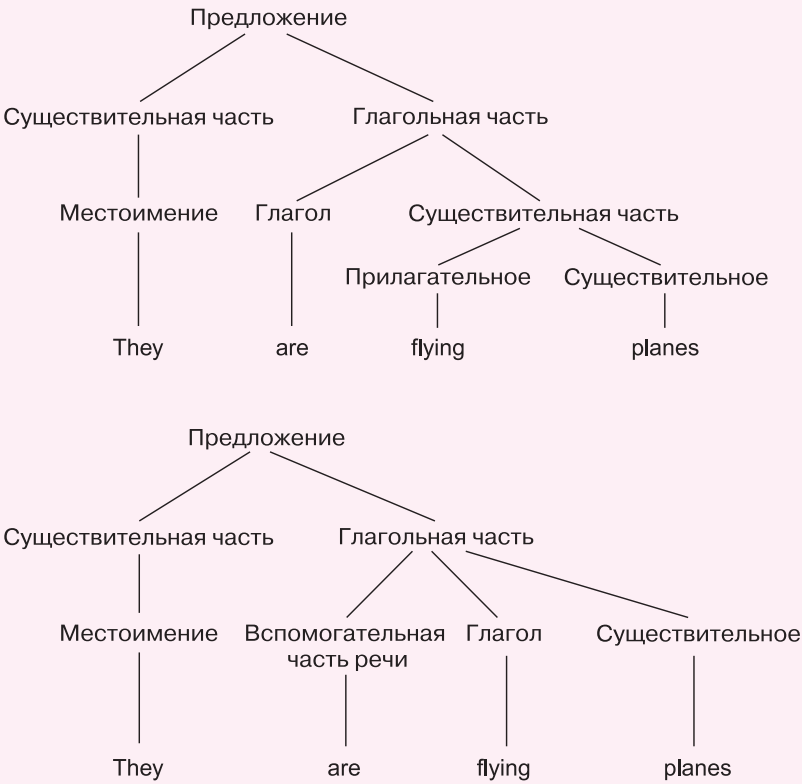 Предложение
Существительная часть Глагольная часть
Местоимение Глагол Существительная часть
Прилагательное Существительное
They are flying planes
Предложение
Существительная часть Глагольная часть
Местоимение Вспомогательная часть речи Глагол Существительное
They are flying planes